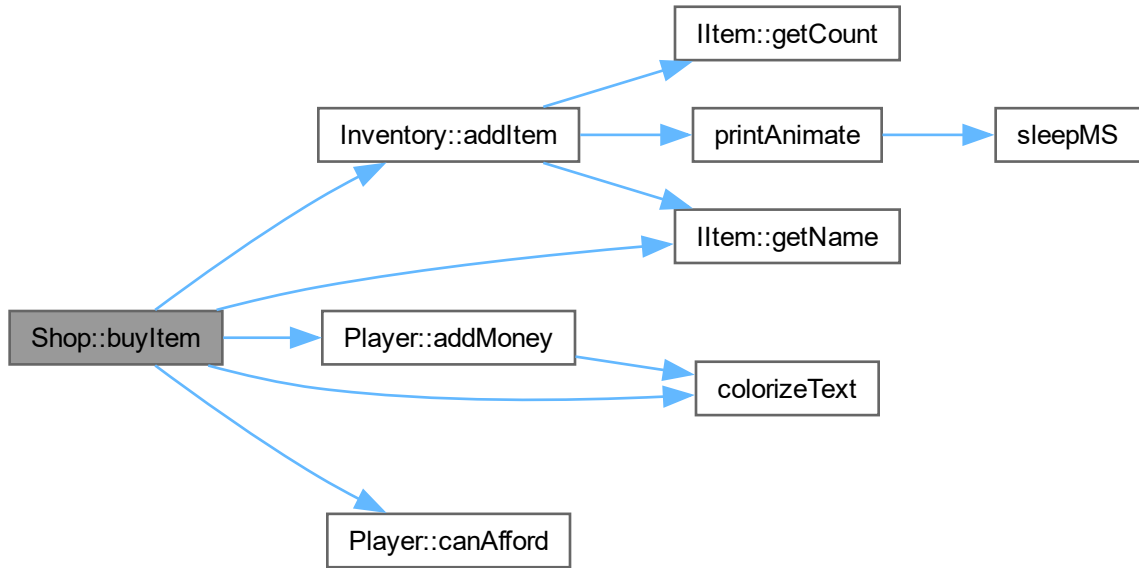 IItem::getCount
Inventory::addItem
printAnimate
sleepMS
IItem::getName
Shop::buyItem
Player::addMoney
colorizeText
Player::canAfford